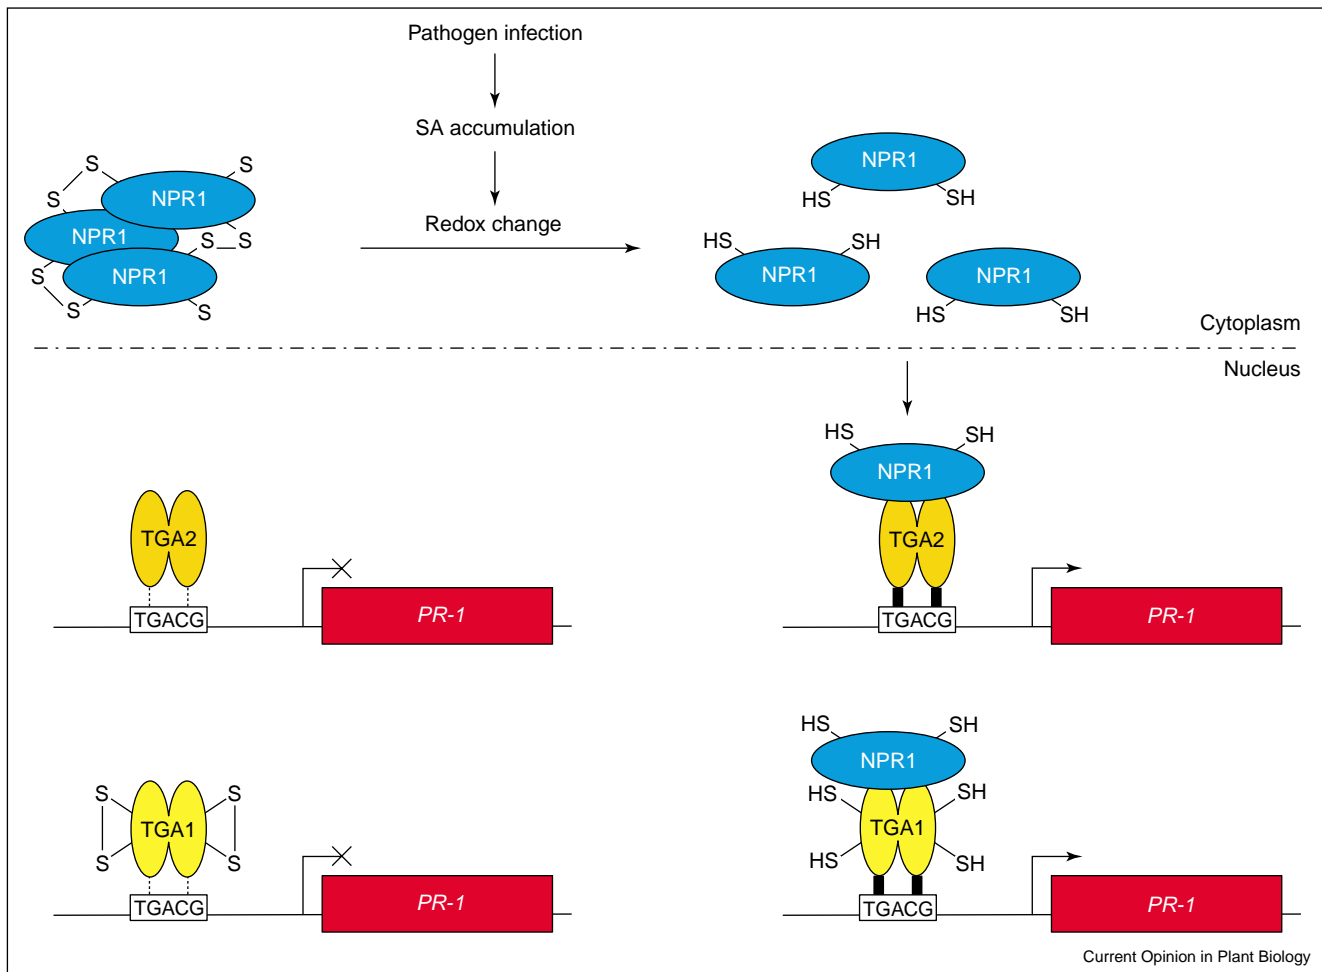 Pathogen infection
SA accumulation
Redox change
S
S
S
NPR1
NPR1
NPR1
S
S
S
S
S
NPR1
HS
SH
HS
SH
NPR1
NPR1
HS
SH
Cytoplasm
Nucleus
TGA2
TGACG
PR-1
HS
SH
NPR1
TGA2
TGACG
PR-1
S
S
TGA1
S
S
TGACG
PR-1
HS
SH
NPR1
HS
SH
TGA1
HS
SH
TGACG
PR-1
Current Opinion in Plant Biology